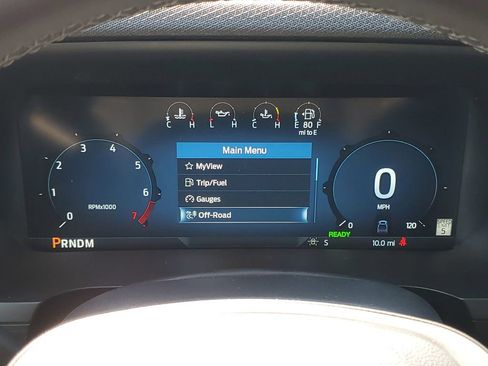 C H L H C H E F
80
mi to E
Main Menu
MyView
Trip/Fuel
Gauges
Off-Road
0 1 2 3 4 5 6 7
RPMx1000
0
MPH
0 120
READY
PRNDM
S
10.0 mi
5